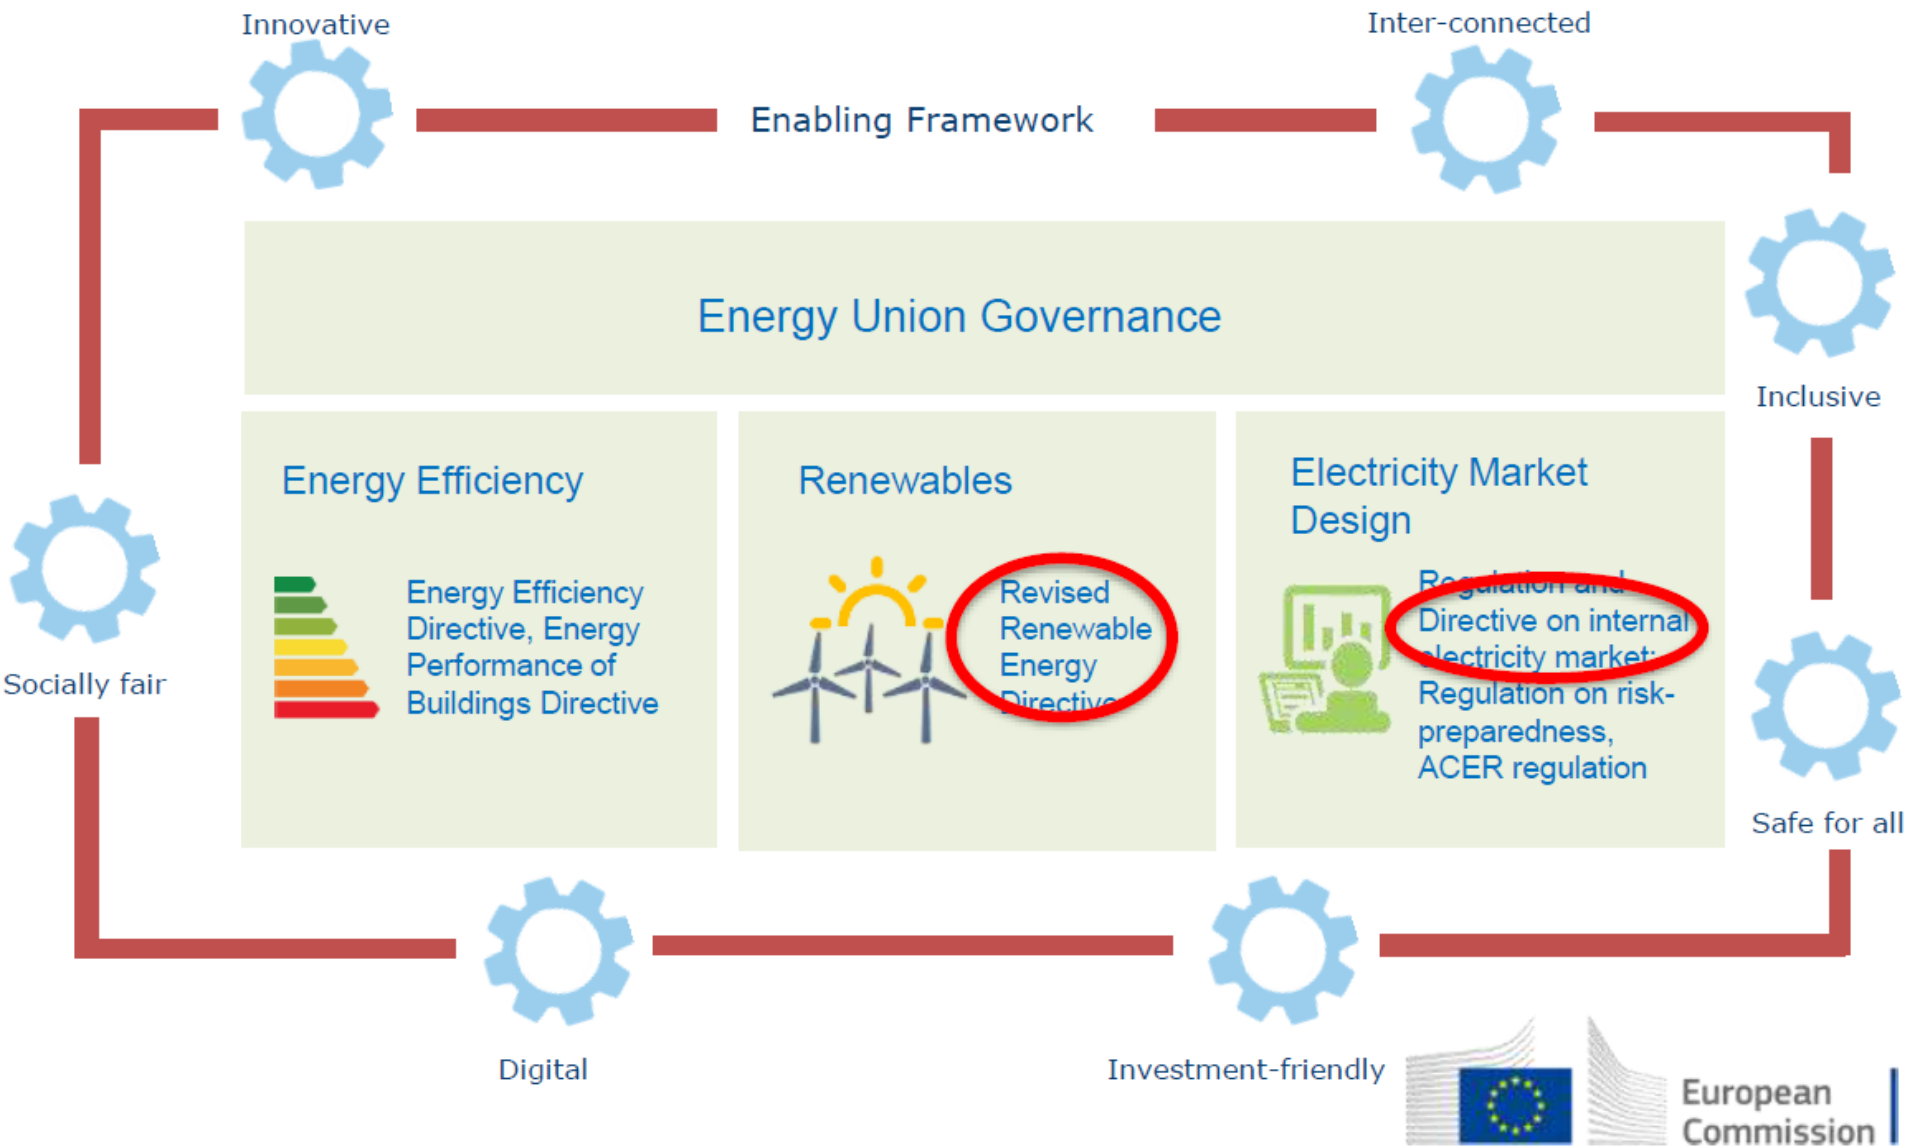 Innovative
Inter-connected
Enabling Framework
Energy Union Governance
Inclusive
Energy Efficiency
Energy Efficiency
Directive, Energy
Performance of
Buildings Directive
Renewables
Revised
Renewable
Energy
Directive
Electricity Market
Design
Regulation and
Directive on internal
electricity market;
Regulation on risk-
preparedness,
ACER regulation
Socially fair
Safe for all
Digital
Investment-friendly
European
Commission